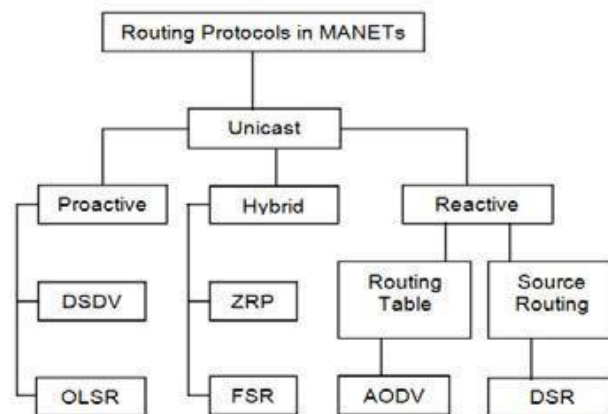 Routing Protocols in MANETs
Unicast
Proactive
Hybrid
Reactive
DSDV
ZRP
Routing
Table
Source
Routing
OLSR
FSR
AODV
DSR